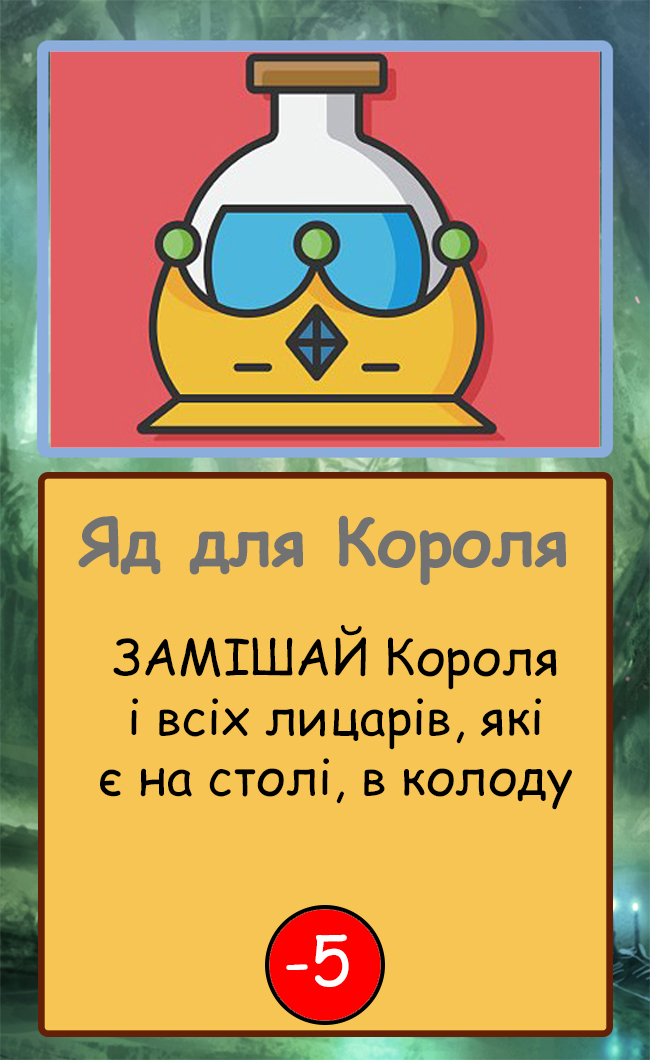 Яд для Короля
ЗАМІШАЙ Короля
і всіх лицарів, які
є на столі, в колоду
-5